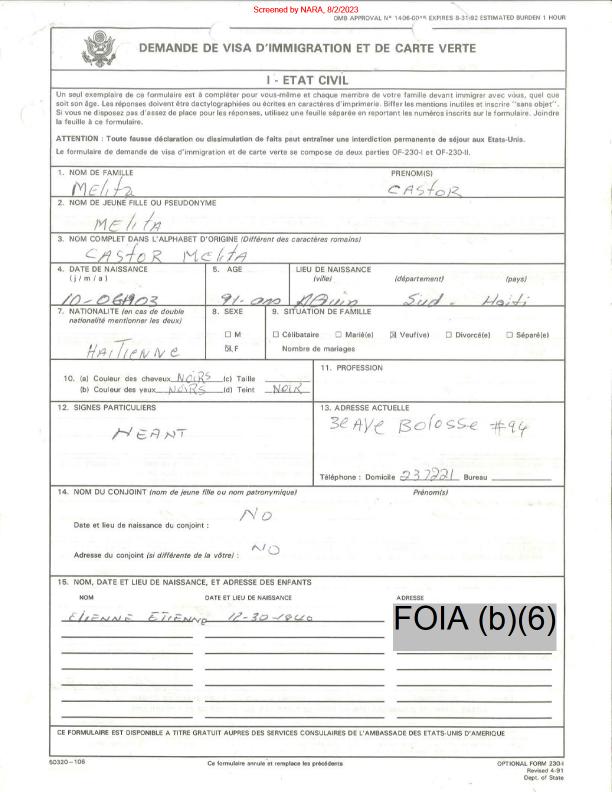 Screened by NARA, 8/2/2023
OMB APPROVAL N° 1406-0015 EXPIRES 8-31-92 ESTIMATED BURDEN 1 HOUR
DEMANDE DE VISA D'IMMIGRATION ET DE CARTE VERTE
I - ETAT CIVIL
Un seul exemplaire de ce formulaire est à compléter pour vous-même et chaque membre de votre famille devant immigrer avec vous, quel que
soit son âge. Les réponses doivent être dactylographiées ou écrites en caractères d'imprimerie. Biffer les mentions inutiles et inscrire "sans objet".
Si vous ne disposez pas d'assez de place pour les réponses, utilisez une feuille séparée en reportant les numéros inscrits sur le formulaire. Joindre
la feuille à ce formulaire.
ATTENTION : Toute fausse déclaration ou dissimulation de faits peut entraîner une interdiction permanente de séjour aux Etats-Unis.
Le formulaire de demande de visa d'immigration et de carte verte se compose de deux parties OF-230-I et OF-230-II.
1. NOM DE FAMILLE PRENOM(S)
MELITA CASTOR
2. NOM DE JEUNE FILLE OU PSEUDONYME
MELITA
3. NOM COMPLET DANS L'ALPHABET D'ORIGINE (Différent des caractères romains)
CASTOR MELITA
4. DATE DE NAISSANCE 5. AGE LIEU DE NAISSANCE
(j / m / a) (ville) (département) (pays)
10-06-1903 91-ans AQuin Sud - Haiti
7. NATIONALITE (en cas de double 8. SEXE 9. SITUATION DE FAMILLE
nationalité mentionner les deux)
☐ M ☐ Célibataire ☐ Marié(e) ☒ Veuf(ive) ☐ Divorcé(e) ☐ Séparé(e)
HAITIENNE ☒ F Nombre de mariages
10. (a) Couleur des cheveux NOIRS (c) Taille
(b) Couleur des yeux NOIRS (d) Teint NOIR
11. PROFESSION
12. SIGNES PARTICULIERS
NEANT
13. ADRESSE ACTUELLE
3e AVE BOLOSSE #94
Téléphone : Domicile 237221 Bureau
14. NOM DU CONJOINT (nom de jeune fille ou nom patronymique) Prénom(s)
NO
Date et lieu de naissance du conjoint :
Adresse du conjoint (si différente de la vôtre) : NO
15. NOM, DATE ET LIEU DE NAISSANCE, ET ADRESSE DES ENFANTS
NOM DATE ET LIEU DE NAISSANCE ADRESSE
ETIENNE ETIENNE 12-30-1940 FOIA (b)(6)
CE FORMULAIRE EST DISPONIBLE A TITRE GRATUIT AUPRES DES SERVICES CONSULAIRES DE L'AMBASSADE DES ETATS-UNIS D'AMERIQUE
50320-106 Ce formulaire annule et remplace les précédents OPTIONAL FORM 230-I
Revised 4-91
Dept. of State